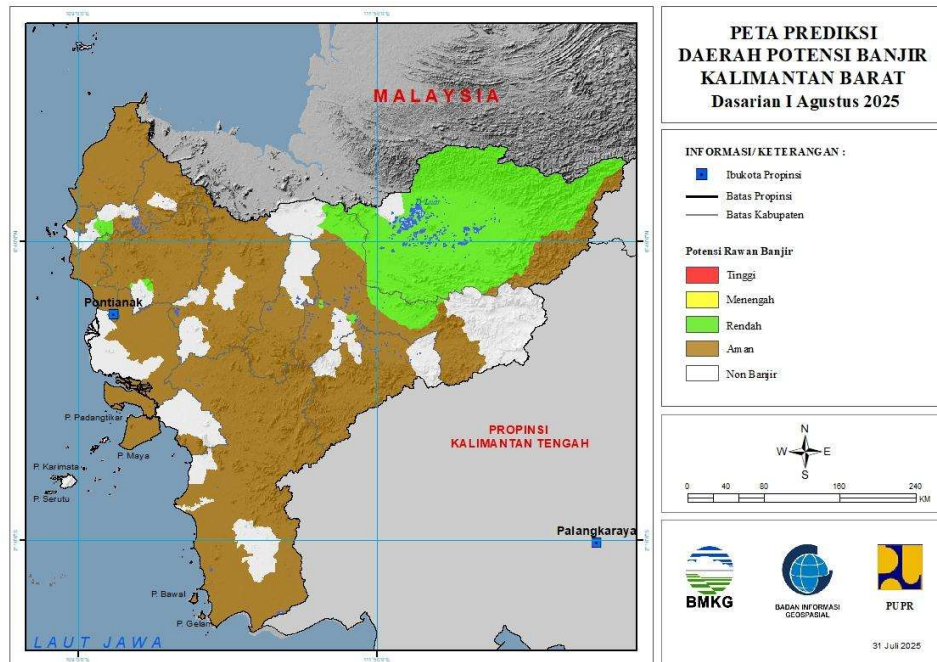 PETA PREDIKSI
DAERAH POTENSI BANJIR
KALIMANTAN BARAT
Dasarian I Agustus 2025
INFORMASI/ KETERANGAN :
Ibukota Propinsi
Batas Propinsi
Batas Kabupaten
Potensi Rawan Banjir
Tinggi
Menengah
Rendah
Aman
Non Banjir
N
W E
S
0 40 80 160 240
KM
BMKG
BADAN INFORMASI
GEOSPASIAL
PUPR
31 Juli 2025
MALAYSIA
Pontianak
P. Padangtikar
P. Maya
P. Karimata
P. Serutu
PROPINSI
KALIMANTAN TENGAH
Palangkaraya
P. Bawal
P. Gelam
LAUT JAWA